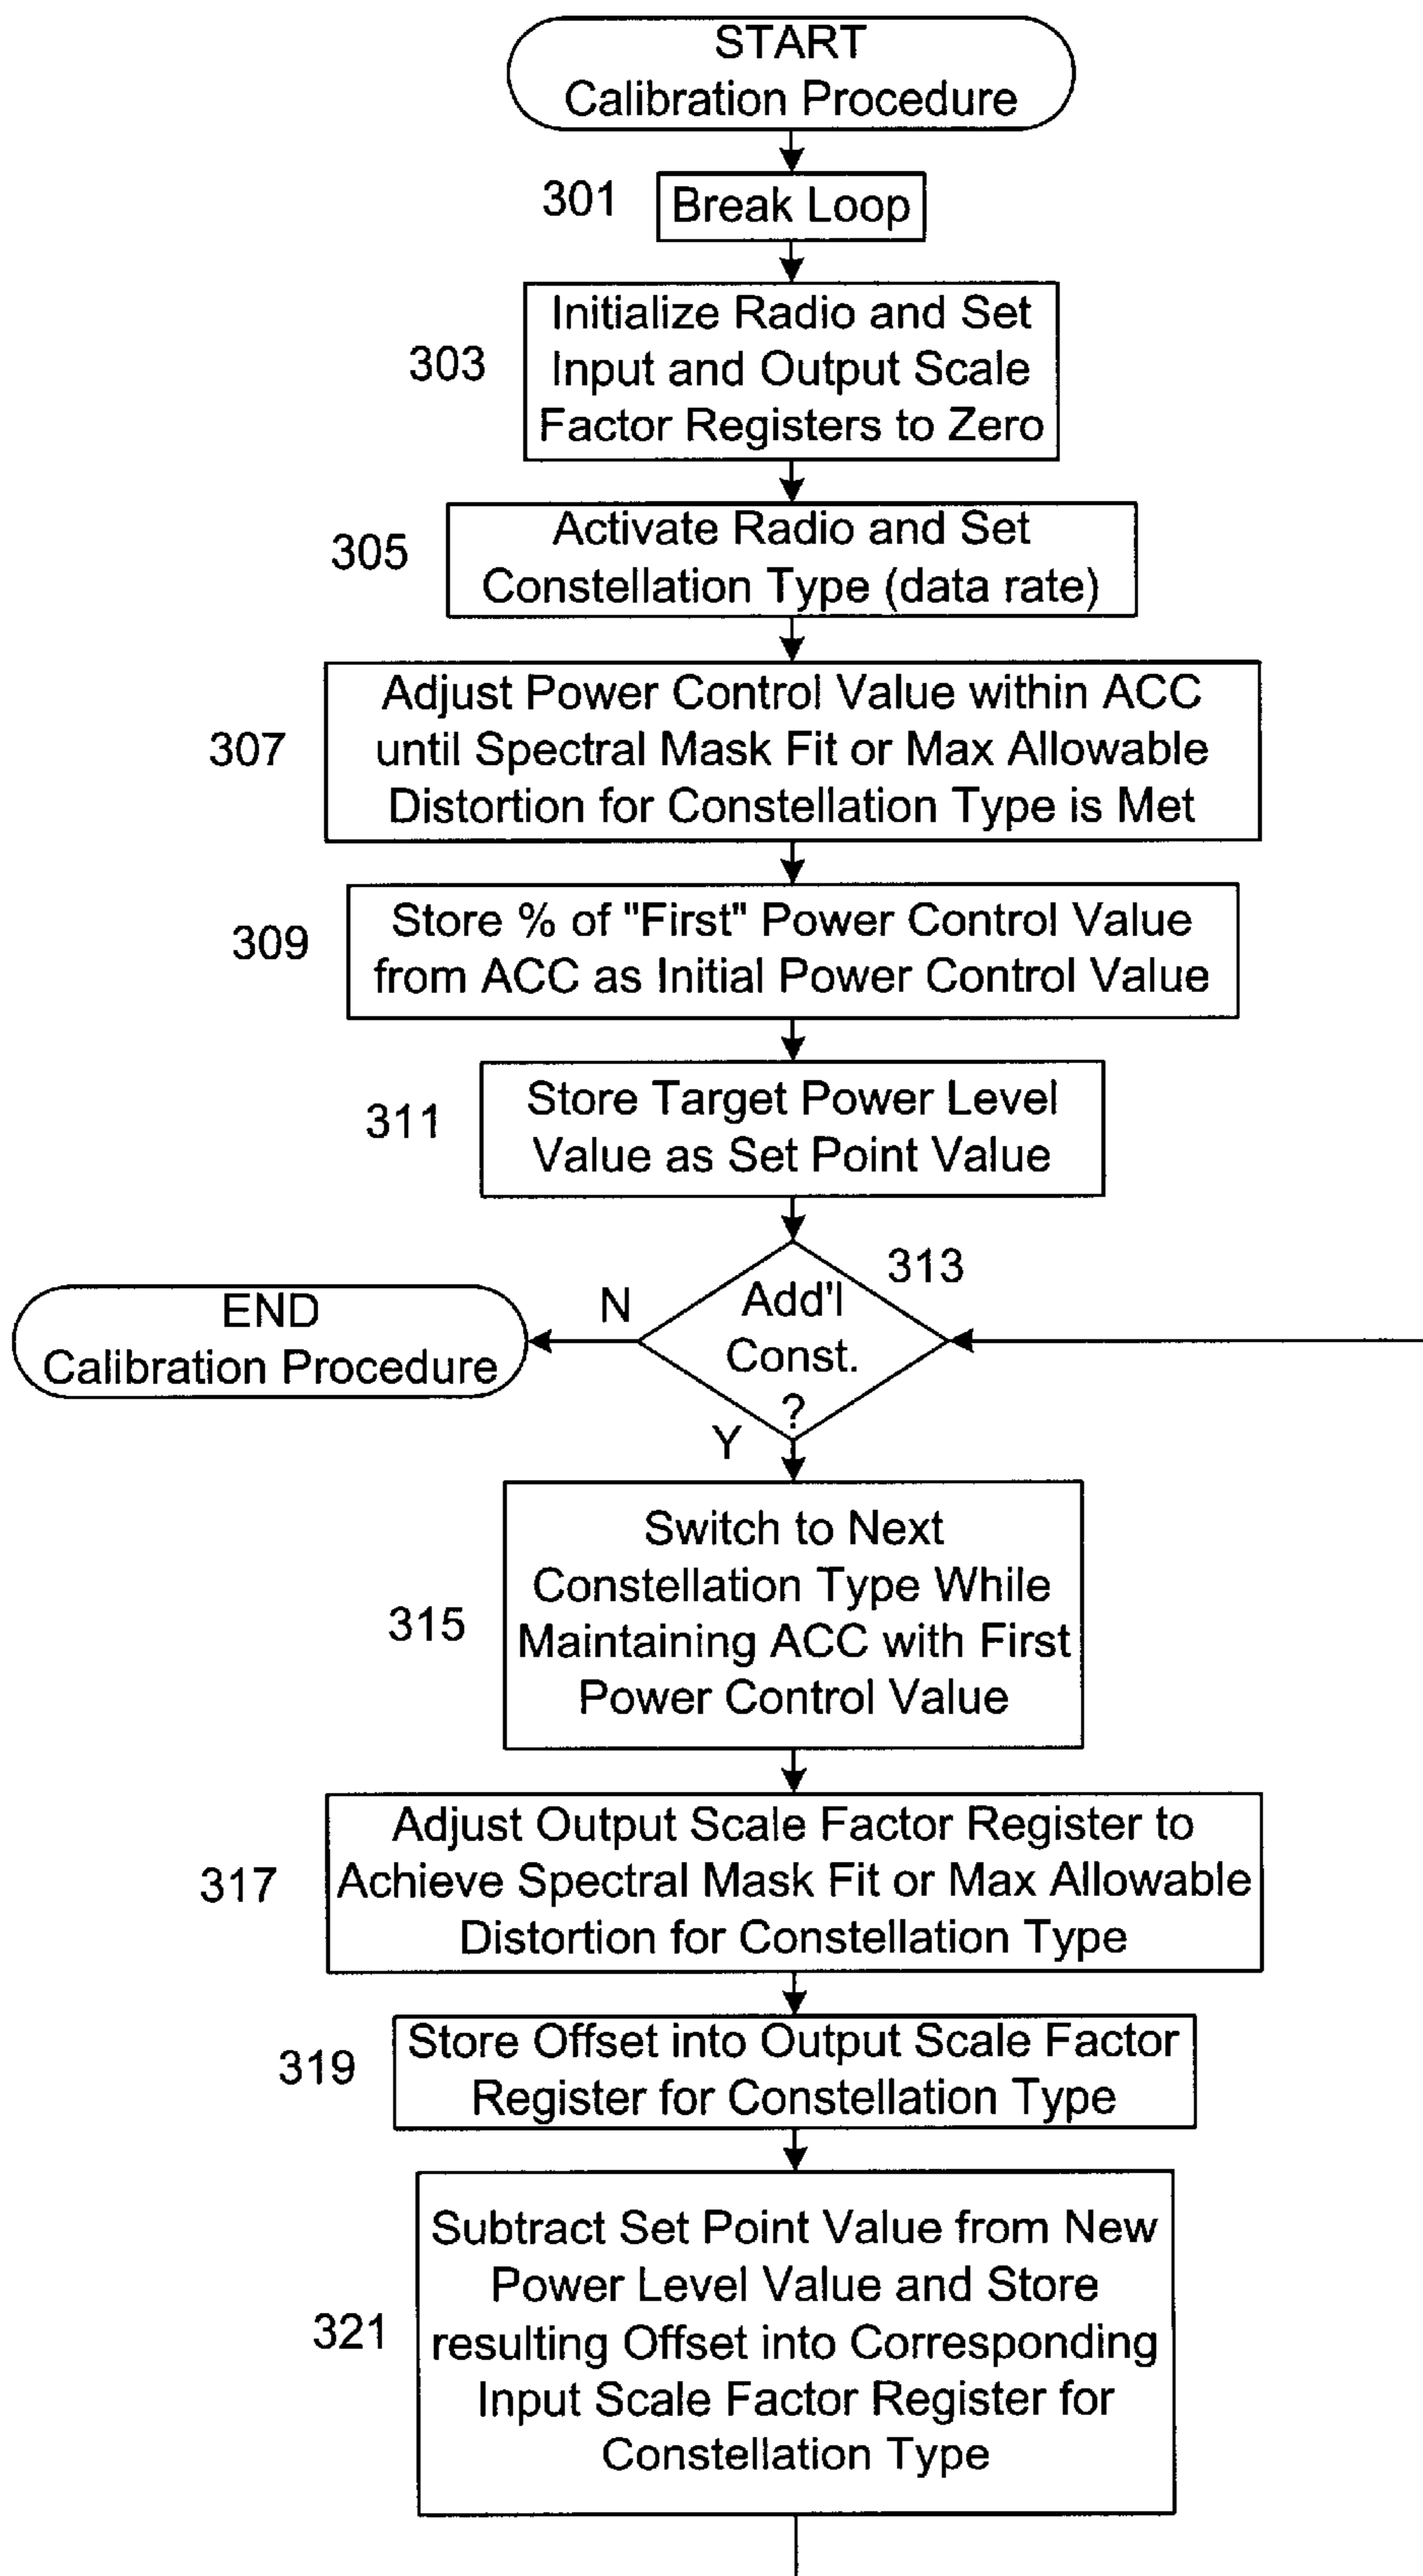 START
Calibration Procedure
301
Break Loop
303
Initialize Radio and Set
Input and Output Scale
Factor Registers to Zero
305
Activate Radio and Set
Constellation Type (data rate)
307
Adjust Power Control Value within ACC
until Spectral Mask Fit or Max Allowable
Distortion for Constellation Type is Met
309
Store % of "First" Power Control Value
from ACC as Initial Power Control Value
311
Store Target Power Level
Value as Set Point Value
313
Add'l
Const.
?
N
END
Calibration Procedure
Y
315
Switch to Next
Constellation Type While
Maintaining ACC with First
Power Control Value
317
Adjust Output Scale Factor Register to
Achieve Spectral Mask Fit or Max Allowable
Distortion for Constellation Type
319
Store Offset into Output Scale Factor
Register for Constellation Type
321
Subtract Set Point Value from New
Power Level Value and Store
resulting Offset into Corresponding
Input Scale Factor Register for
Constellation Type